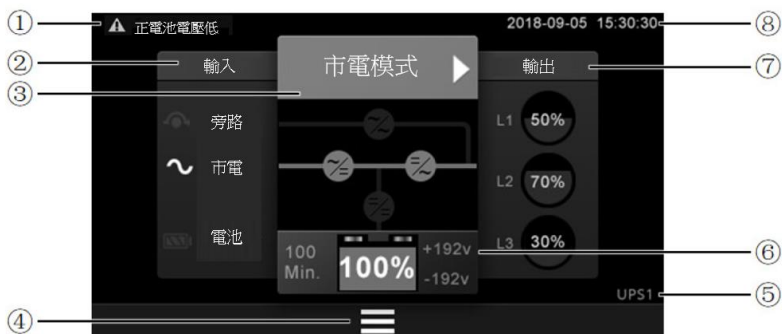 ① 正電池電壓低 2018-09-05 15:30:30 ⑧
② 輸入 市電模式 輸出 ⑦
③
旁路 L1 50%
市電 L2 70%
電池 L3 30%
100 Min. 100% +192v -192v ⑥
UPS1 ⑤
④